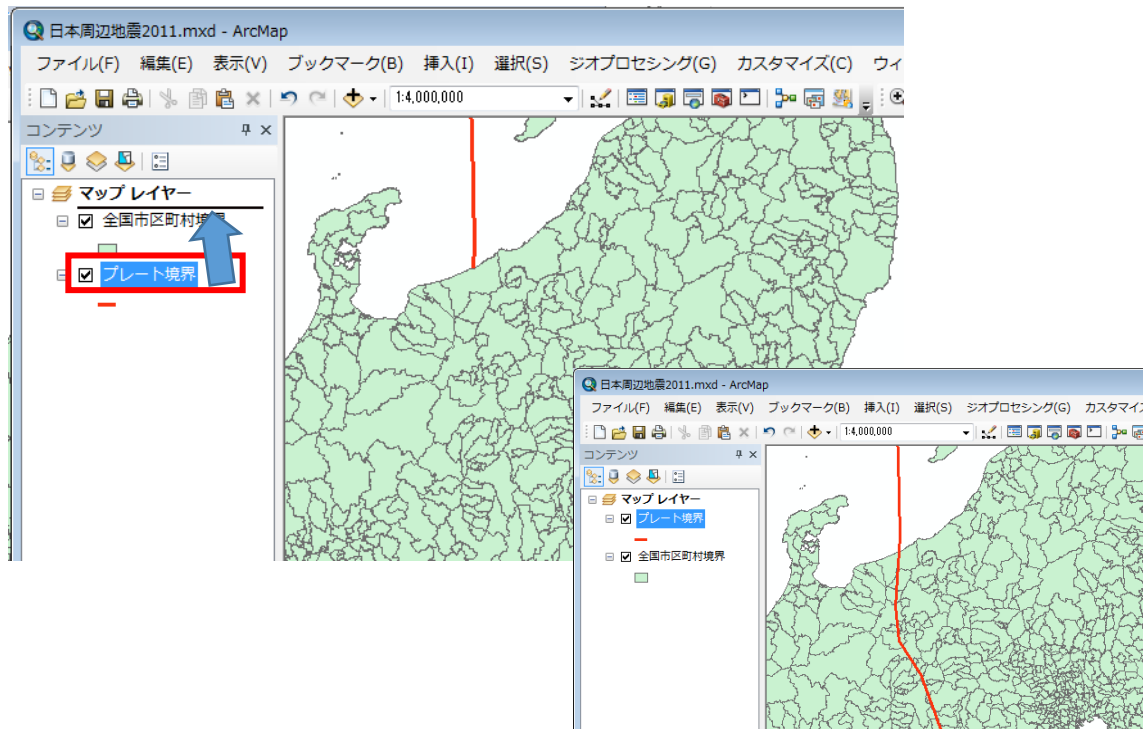 日本周辺地震2011.mxd - ArcMap
ファイル(F) 編集(E) 表示(V) ブックマーク(B) 挿入(I) 選択(S) ジオプロセシング(G) カスタマイズ(C) ウィ
1:4,000,000
コンテンツ
マップ レイヤー
全国市区町村境界
プレート境界
日本周辺地震2011.mxd - ArcMap
ファイル(F) 編集(E) 表示(V) ブックマーク(B) 挿入(I) 選択(S) ジオプロセシング(G) カスタマイズ
1:4,000,000
コンテンツ
マップ レイヤー
プレート境界
全国市区町村境界